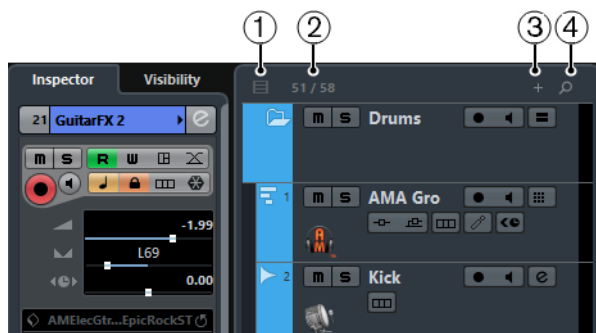 1 2 3 4
Inspector Visibility
51 / 58
21 GuitarFX 2 e
m S Drums
m S R W
1 m S AMA Gro
-1.99
L69
2 m S Kick e
0.00
AMElecGtr...EpicRockST